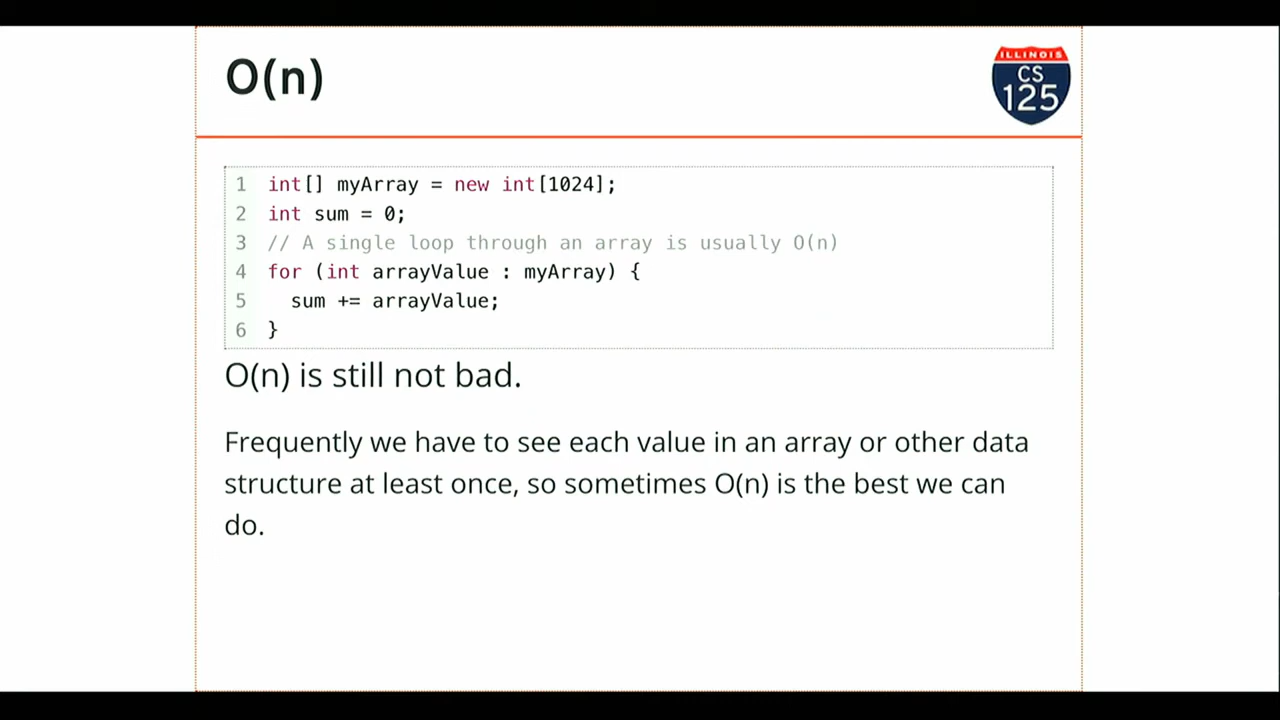 O(n)
ILLINOIS
CS
125
1 int[] myArray = new int[1024];
2 int sum = 0;
3 // A single loop through an array is usually O(n)
4 for (int arrayValue : myArray) {
5   sum += arrayValue;
6 }
O(n) is still not bad.
Frequently we have to see each value in an array or other data
structure at least once, so sometimes O(n) is the best we can
do.